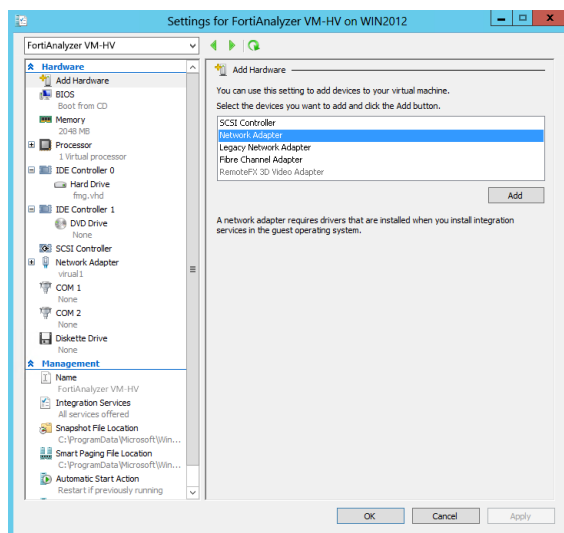 Settings for FortiAnalyzer VM-HV on WIN2012
FortiAnalyzer VM-HV
Hardware
Add Hardware
BIOS
Boot from CD
Memory
2048 MB
Processor
1 Virtual processor
IDE Controller 0
Hard Drive
fmg.vhd
IDE Controller 1
DVD Drive
None
SCSI Controller
Network Adapter
virual1
COM 1
None
COM 2
None
Diskette Drive
None
Management
Name
FortiAnalyzer VM-HV
Integration Services
All services offered
Snapshot File Location
C:\ProgramData\Microsoft\Win...
Smart Paging File Location
C:\ProgramData\Microsoft\Win...
Automatic Start Action
Restart if previously running
Add Hardware
You can use this setting to add devices to your virtual machine.
Select the devices you want to add and click the Add button.
SCSI Controller
Network Adapter
Legacy Network Adapter
Fibre Channel Adapter
RemoteFX 3D Video Adapter
Add
A network adapter requires drivers that are installed when you install integration
services in the guest operating system.
OK
Cancel
Apply